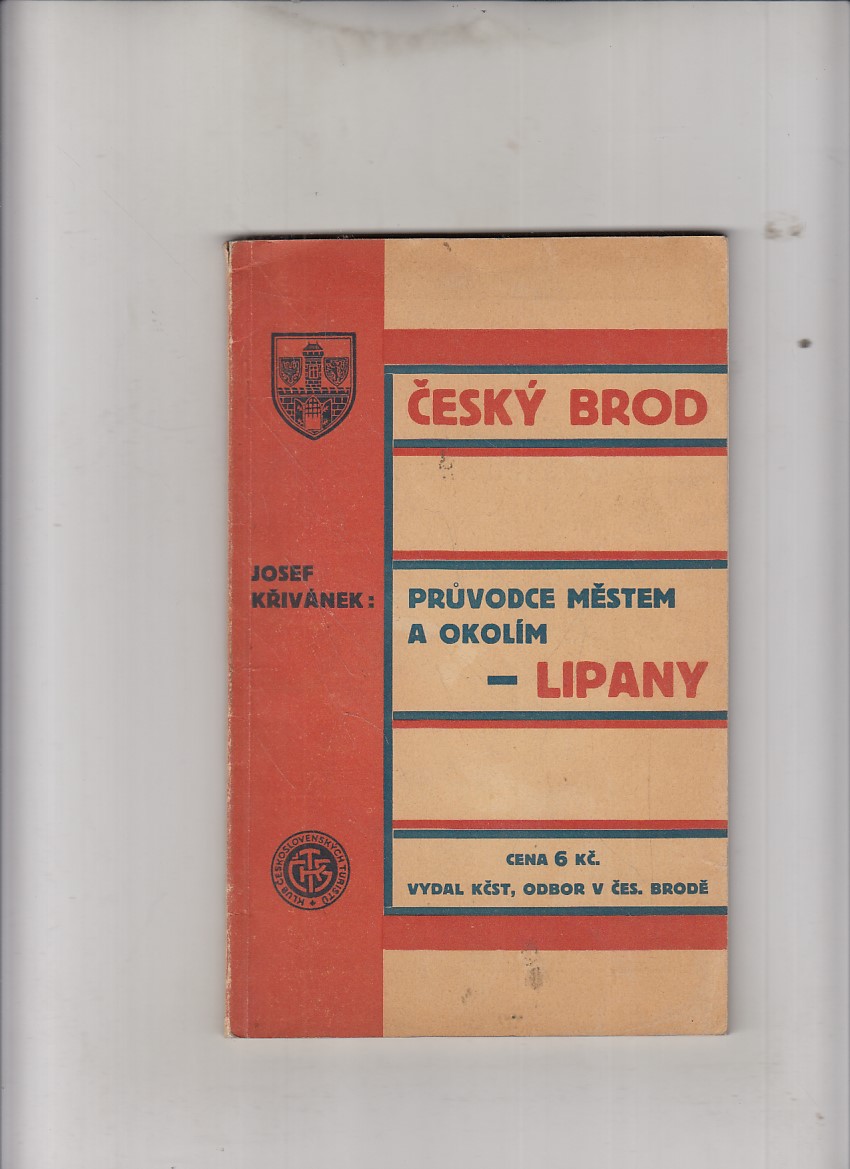 ČESKÝ BROD
JOSEF
KŘIVÁNEK:
PRŮVODCE MĚSTEM
A OKOLÍM
– LIPANY
CENA 6 KČ.
VYDAL KČST, ODBOR V ČES. BRODĚ
KLUB ČESKOSLOVENSKÝCH TURISTŮ
KČST